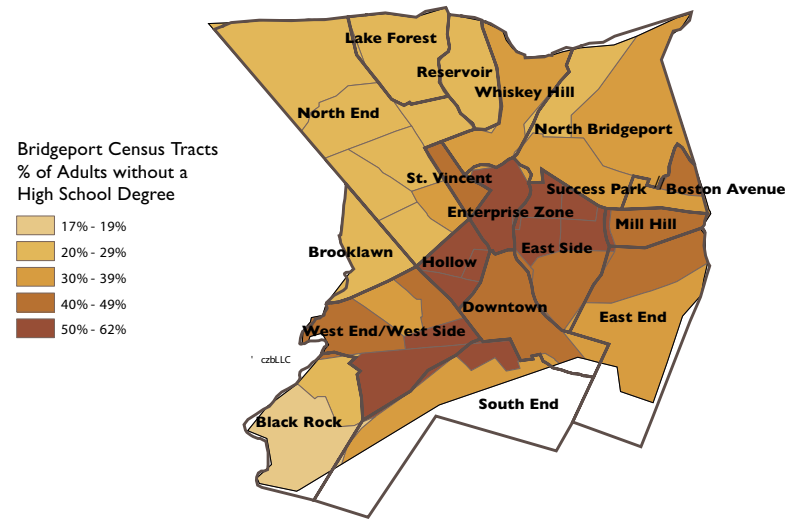 Lake Forest
Reservoir
Whiskey Hill
North End
North Bridgeport
Bridgeport Census Tracts
% of Adults without a
High School Degree
17% - 19%
20% - 29%
30% - 39%
40% - 49%
50% - 62%
St. Vincent
Success Park
Boston Avenue
Enterprise Zone
Mill Hill
Brooklawn
Hollow
East Side
Downtown
East End
West End/West Side
czbLLC
South End
Black Rock